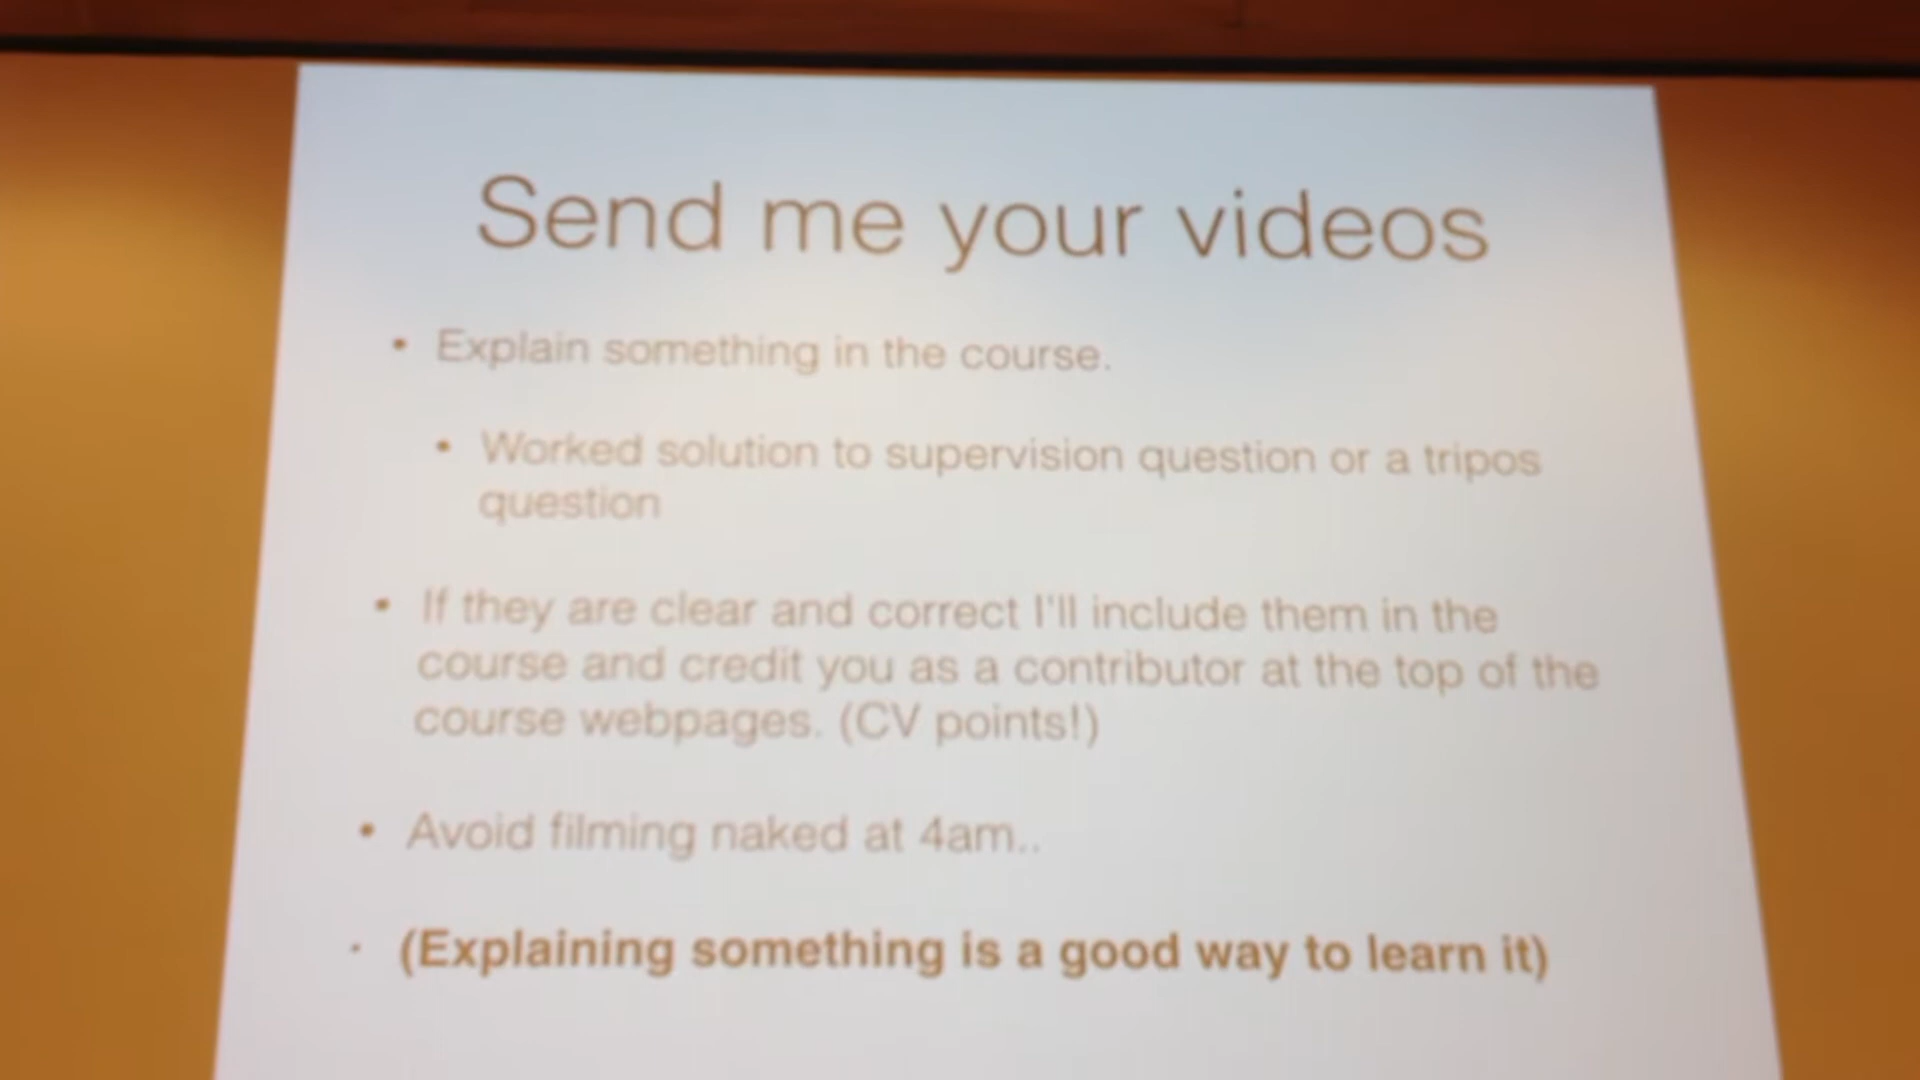 Send me your videos
• Explain something in the course.
• Worked solution to supervision question or a tripos
question
• If they are clear and correct I'll include them in the
course and credit you as a contributor at the top of the
course webpages. (CV points!)
• Avoid filming naked at 4am..
• (Explaining something is a good way to learn it)